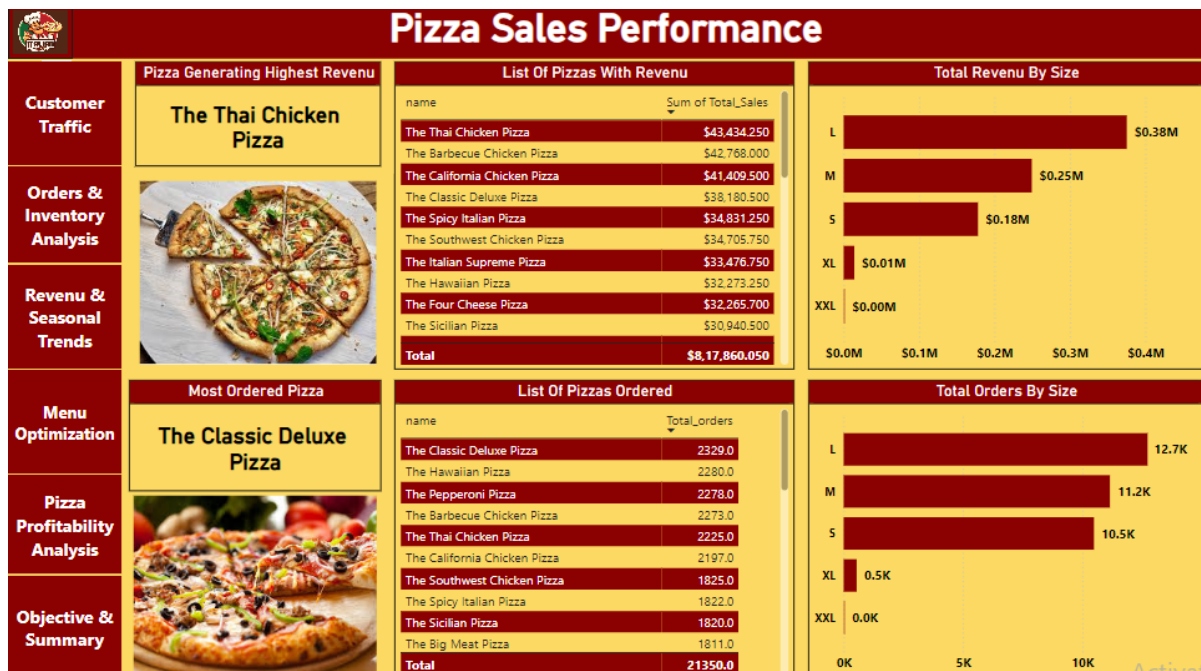 Pizza Sales Performance
Customer
Traffic
Orders &
Inventory
Analysis
Revenu &
Seasonal
Trends
Menu
Optimization
Pizza
Profitability
Analysis
Objective &
Summary
Pizza Generating Highest Revenu
The Thai Chicken
Pizza
List Of Pizzas With Revenu
name Sum of Total_Sales
The Thai Chicken Pizza $43,434.250
The Barbecue Chicken Pizza $42,768.000
The California Chicken Pizza $41,409.500
The Classic Deluxe Pizza $38,180.500
The Spicy Italian Pizza $34,831.250
The Southwest Chicken Pizza $34,705.750
The Italian Supreme Pizza $33,476.750
The Hawaiian Pizza $32,273.250
The Four Cheese Pizza $32,265.700
The Sicilian Pizza $30,940.500
Total $8,17,860.050
Total Revenu By Size
L $0.38M
M $0.25M
S $0.18M
XL $0.01M
XXL $0.00M
$0.0M $0.1M $0.2M $0.3M $0.4M
Most Ordered Pizza
The Classic Deluxe
Pizza
List Of Pizzas Ordered
name Total_orders
The Classic Deluxe Pizza 2329.0
The Hawaiian Pizza 2280.0
The Pepperoni Pizza 2278.0
The Barbecue Chicken Pizza 2273.0
The Thai Chicken Pizza 2225.0
The California Chicken Pizza 2197.0
The Southwest Chicken Pizza 1825.0
The Spicy Italian Pizza 1822.0
The Sicilian Pizza 1820.0
The Big Meat Pizza 1811.0
Total 21350.0
Total Orders By Size
L 12.7K
M 11.2K
S 10.5K
XL 0.5K
XXL 0.0K
0K 5K 10K